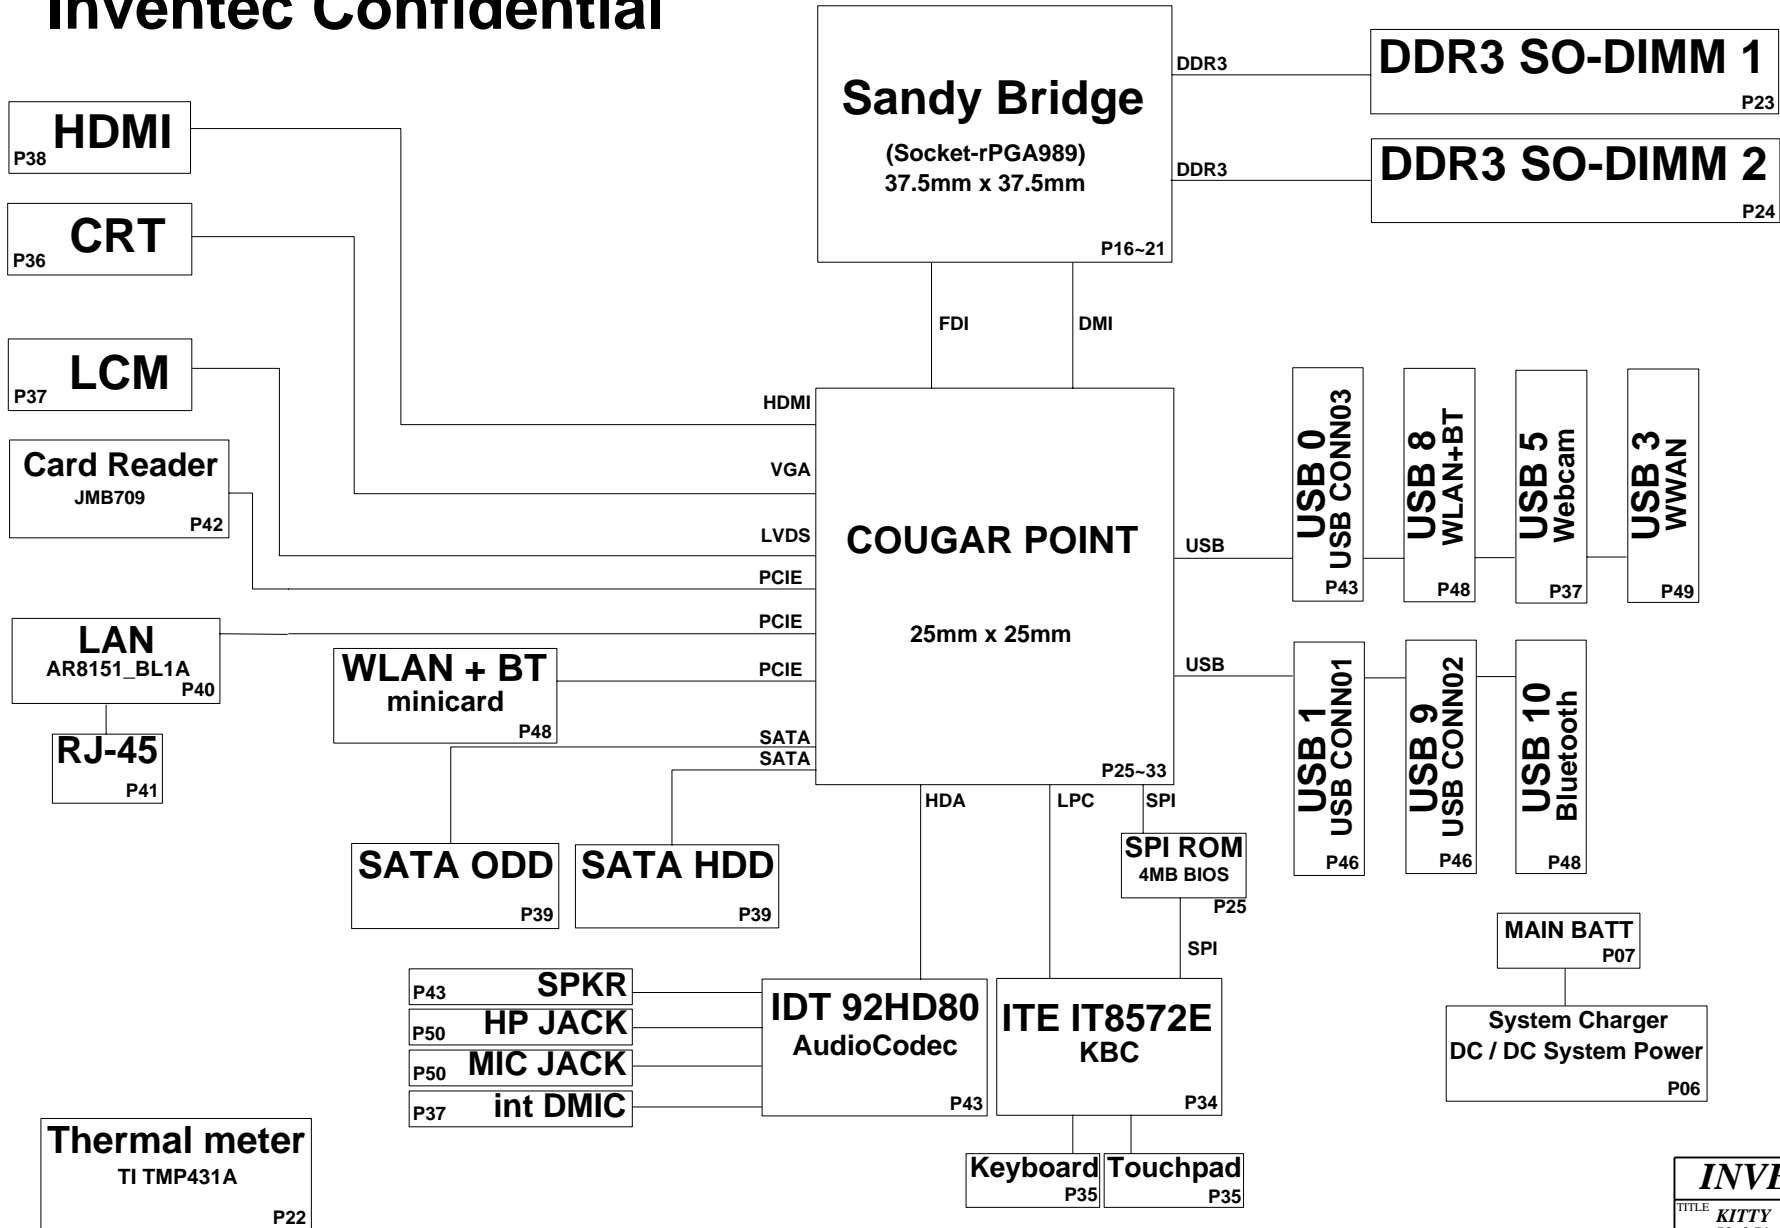 Inventec Confidential
Sandy Bridge
(Socket-rPGA989)
37.5mm x 37.5mm
P16~21
DDR3
DDR3 SO-DIMM 1
P23
DDR3
DDR3 SO-DIMM 2
P24
HDMI
P38
CRT
P36
LCM
P37
Card Reader
JMB709
P42
LAN
AR8151_BL1A
P40
RJ-45
P41
WLAN + BT
minicard
P48
FDI
DMI
HDMI
VGA
LVDS
PCIE
PCIE
PCIE
SATA
SATA
COUGAR POINT
25mm x 25mm
P25~33
USB
USB
USB 0
USB CONN03
P43
USB 8
WLAN+BT
P48
USB 5
Webcam
P37
USB 3
WWAN
P49
USB 1
USB CONN01
P46
USB 9
USB CONN02
P46
USB 10
Bluetooth
P48
HDA
LPC
SPI
SATA ODD
P39
SATA HDD
P39
SPI ROM
4MB BIOS
P25
SPI
MAIN BATT
P07
System Charger
DC / DC System Power
P06
P43 SPKR
P50 HP JACK
P50 MIC JACK
P37 int DMIC
IDT 92HD80
AudioCodec
P43
ITE IT8572E
KBC
P34
Keyboard
P35
Touchpad
P35
Thermal meter
TI TMP431A
P22
INVE
TITLE KITTY